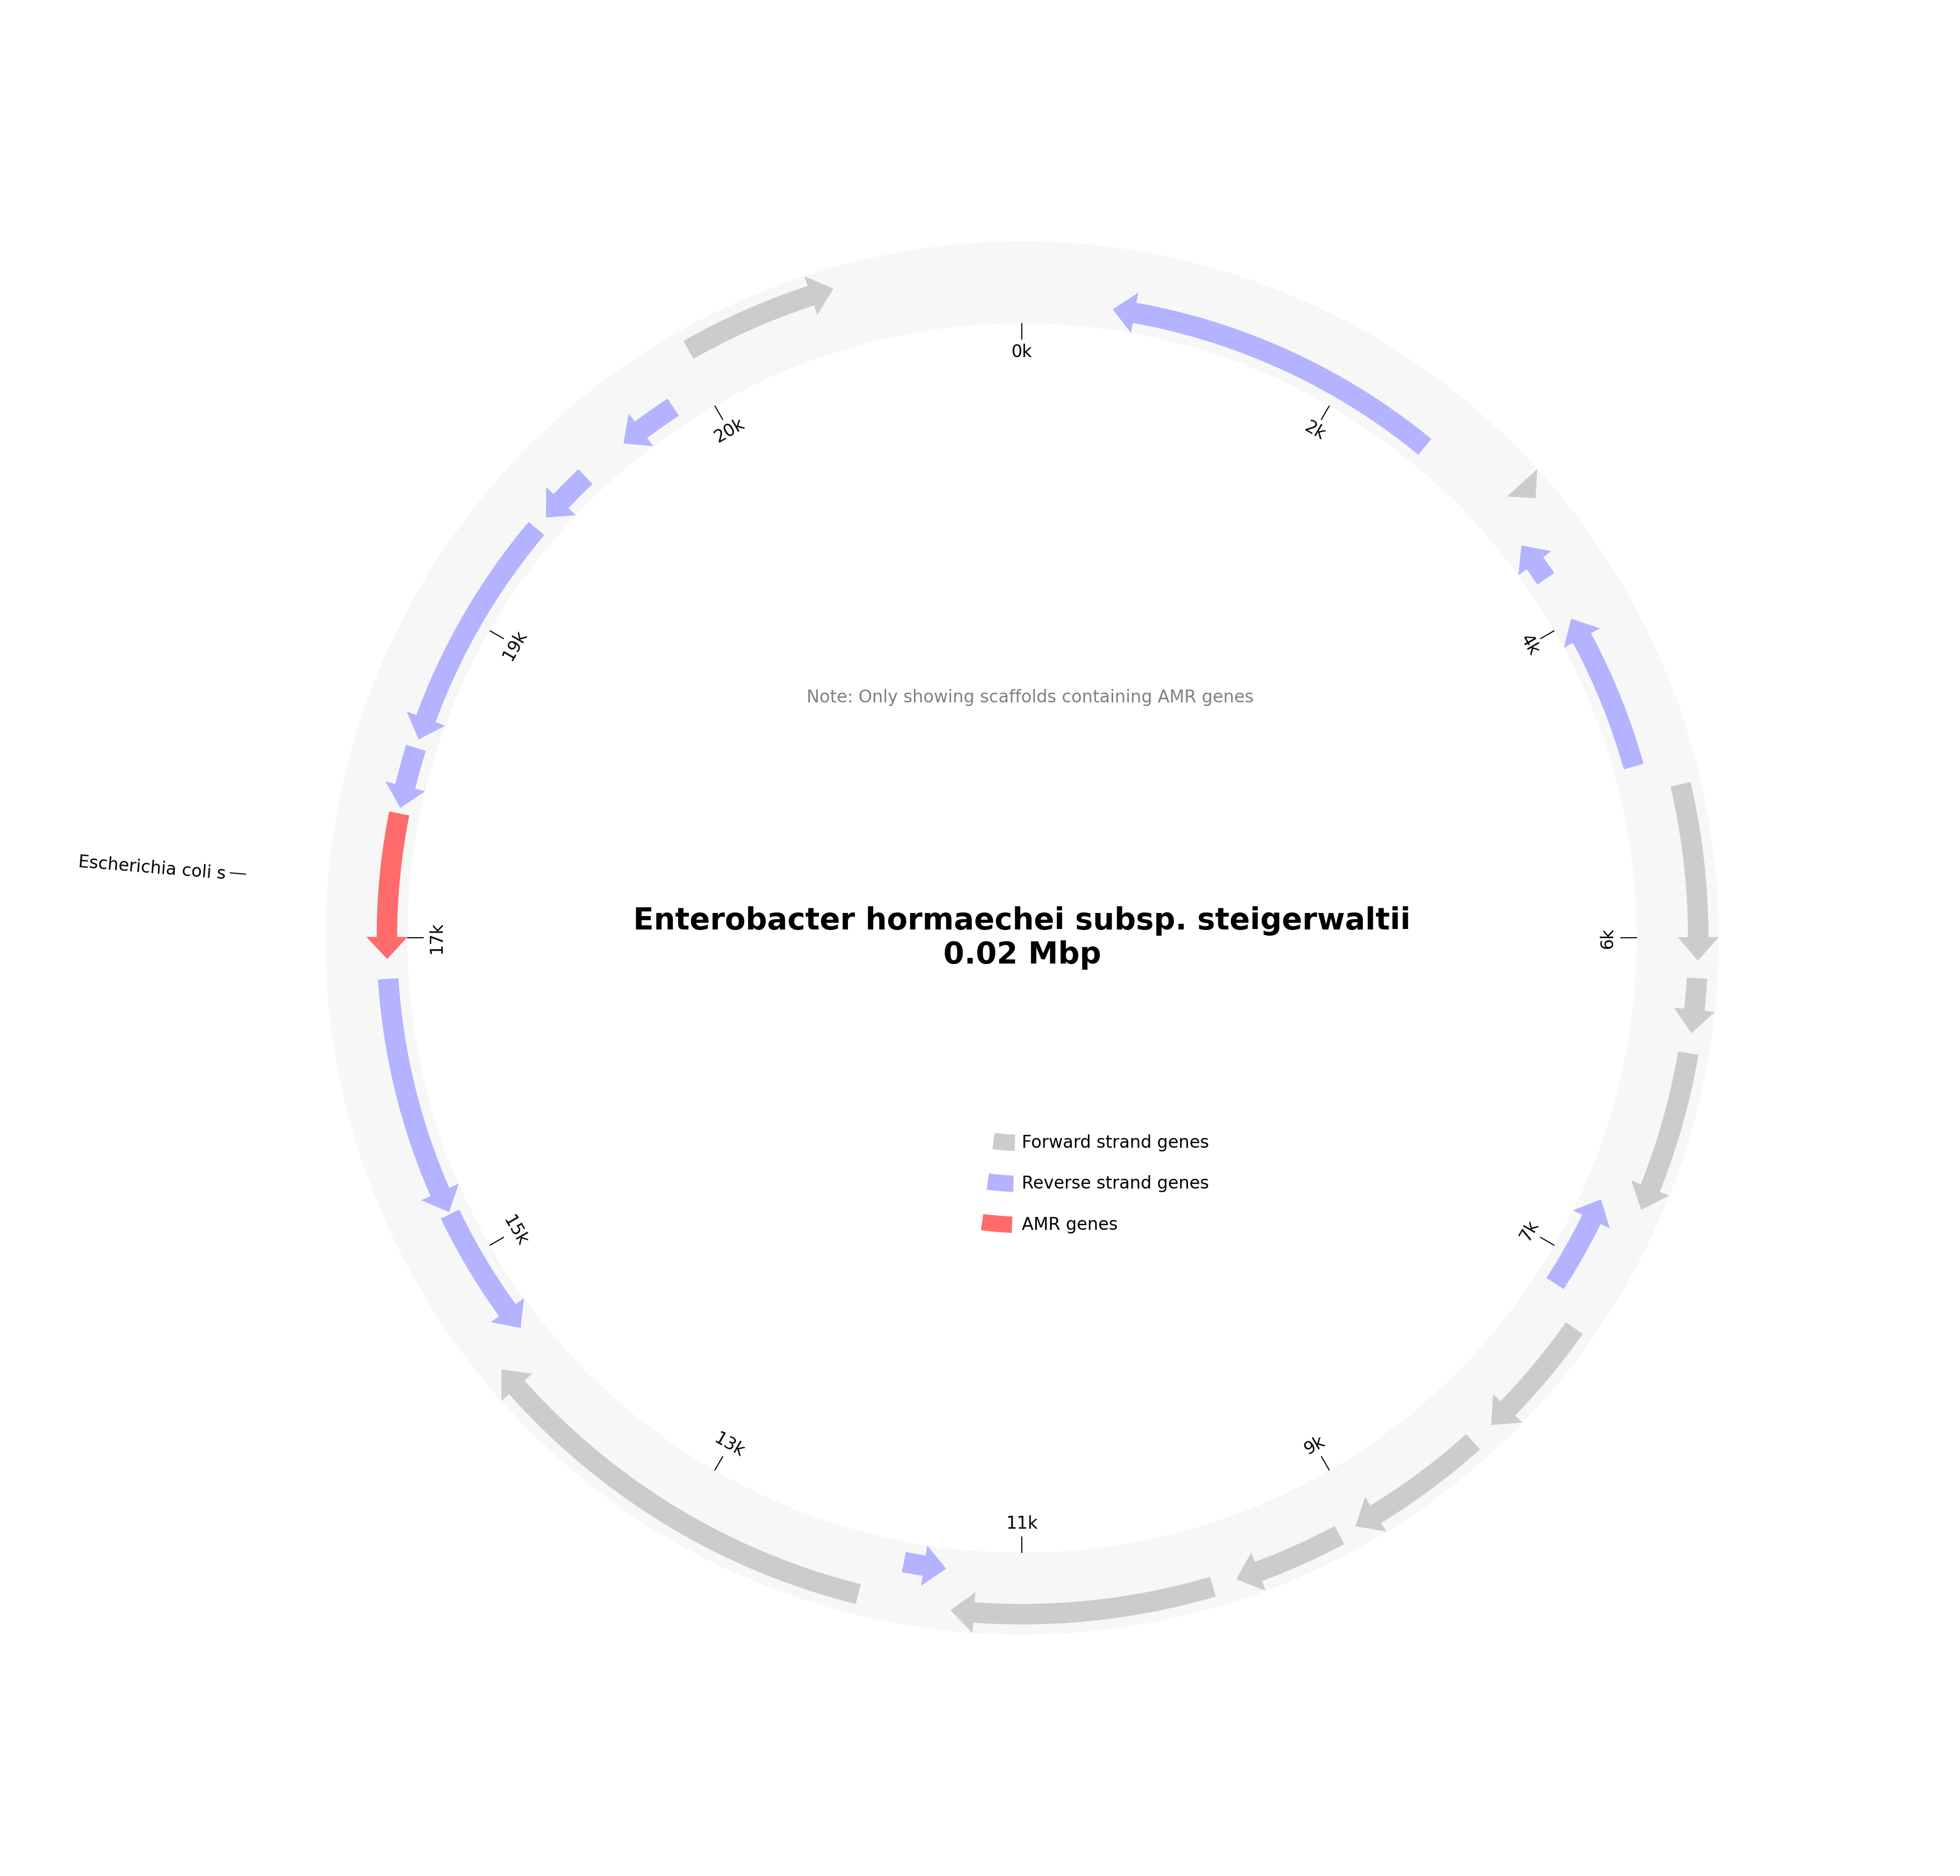 0k
20k
2k
19k
4k
Note: Only showing scaffolds containing AMR genes
Escherichia coli s
Enterobacter hormaechei subsp. steigerwaltii
0.02 Mbp
17k
6k
Forward strand genes
Reverse strand genes
AMR genes
15k
7k
13k
9k
11k